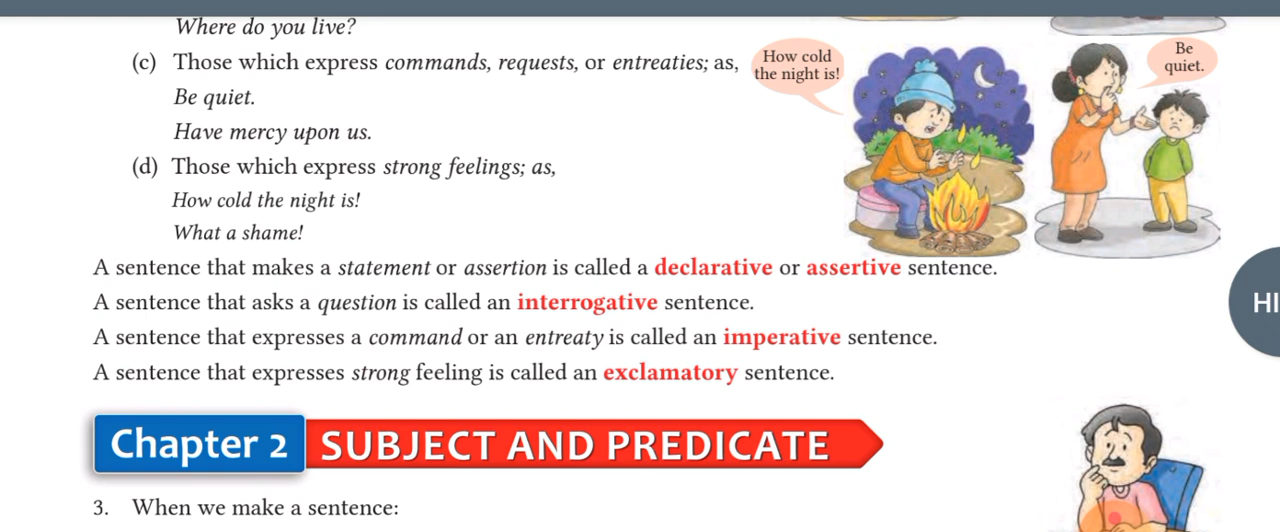 Where do you live?
(c) Those which express commands, requests, or entreaties; as,
Be quiet.
Have mercy upon us.
(d) Those which express strong feelings; as,
How cold the night is!
What a shame!
How cold
the night is!
Be
quiet.
A sentence that makes a statement or assertion is called a declarative or assertive sentence.
A sentence that asks a question is called an interrogative sentence.
A sentence that expresses a command or an entreaty is called an imperative sentence.
A sentence that expresses strong feeling is called an exclamatory sentence.
HI
Chapter 2 SUBJECT AND PREDICATE
3. When we make a sentence: